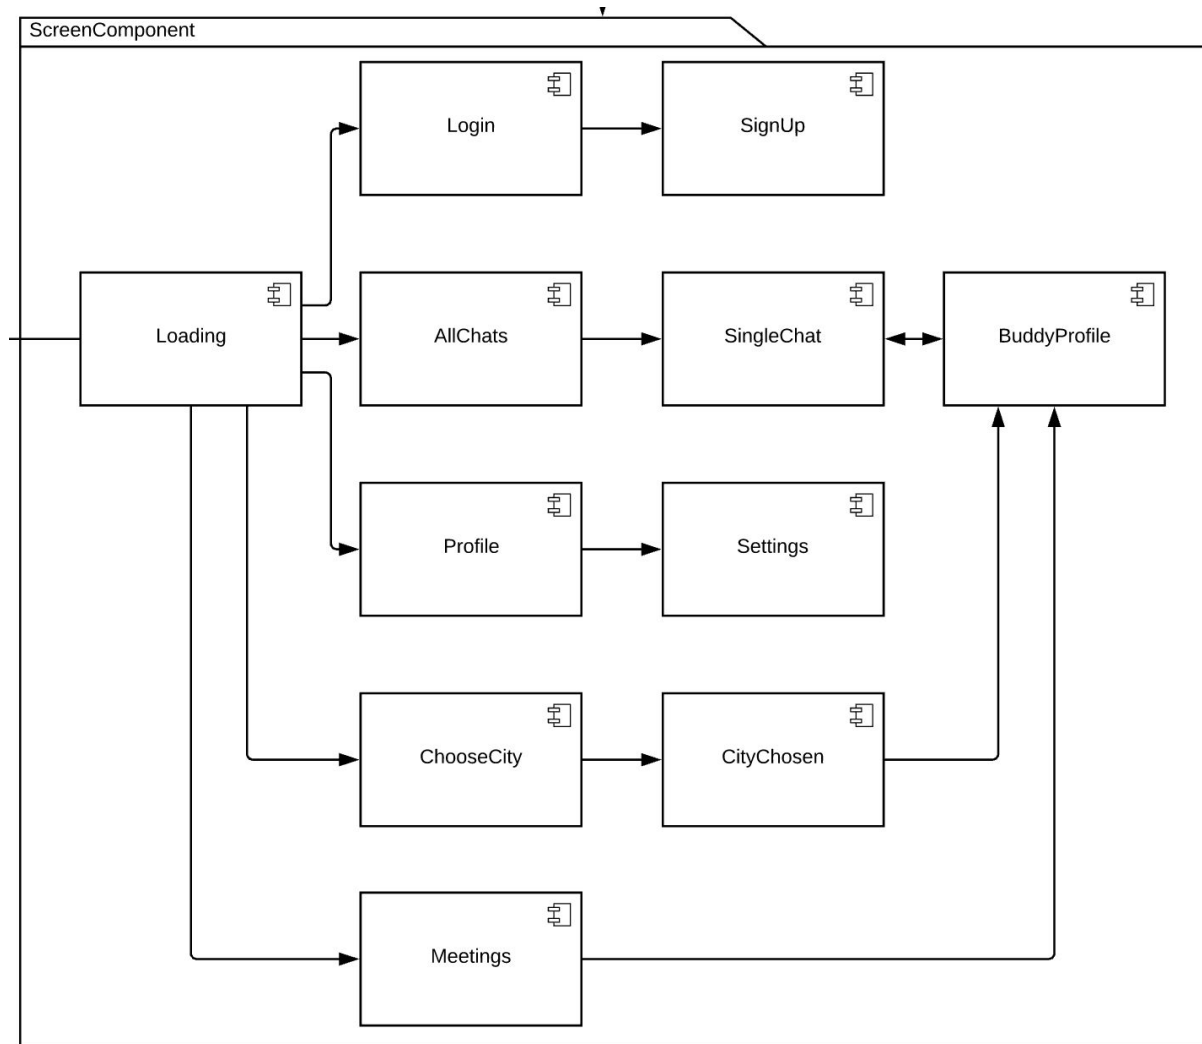 ScreenComponent
Login
SignUp
Loading
AllChats
SingleChat
BuddyProfile
Profile
Settings
ChooseCity
CityChosen
Meetings